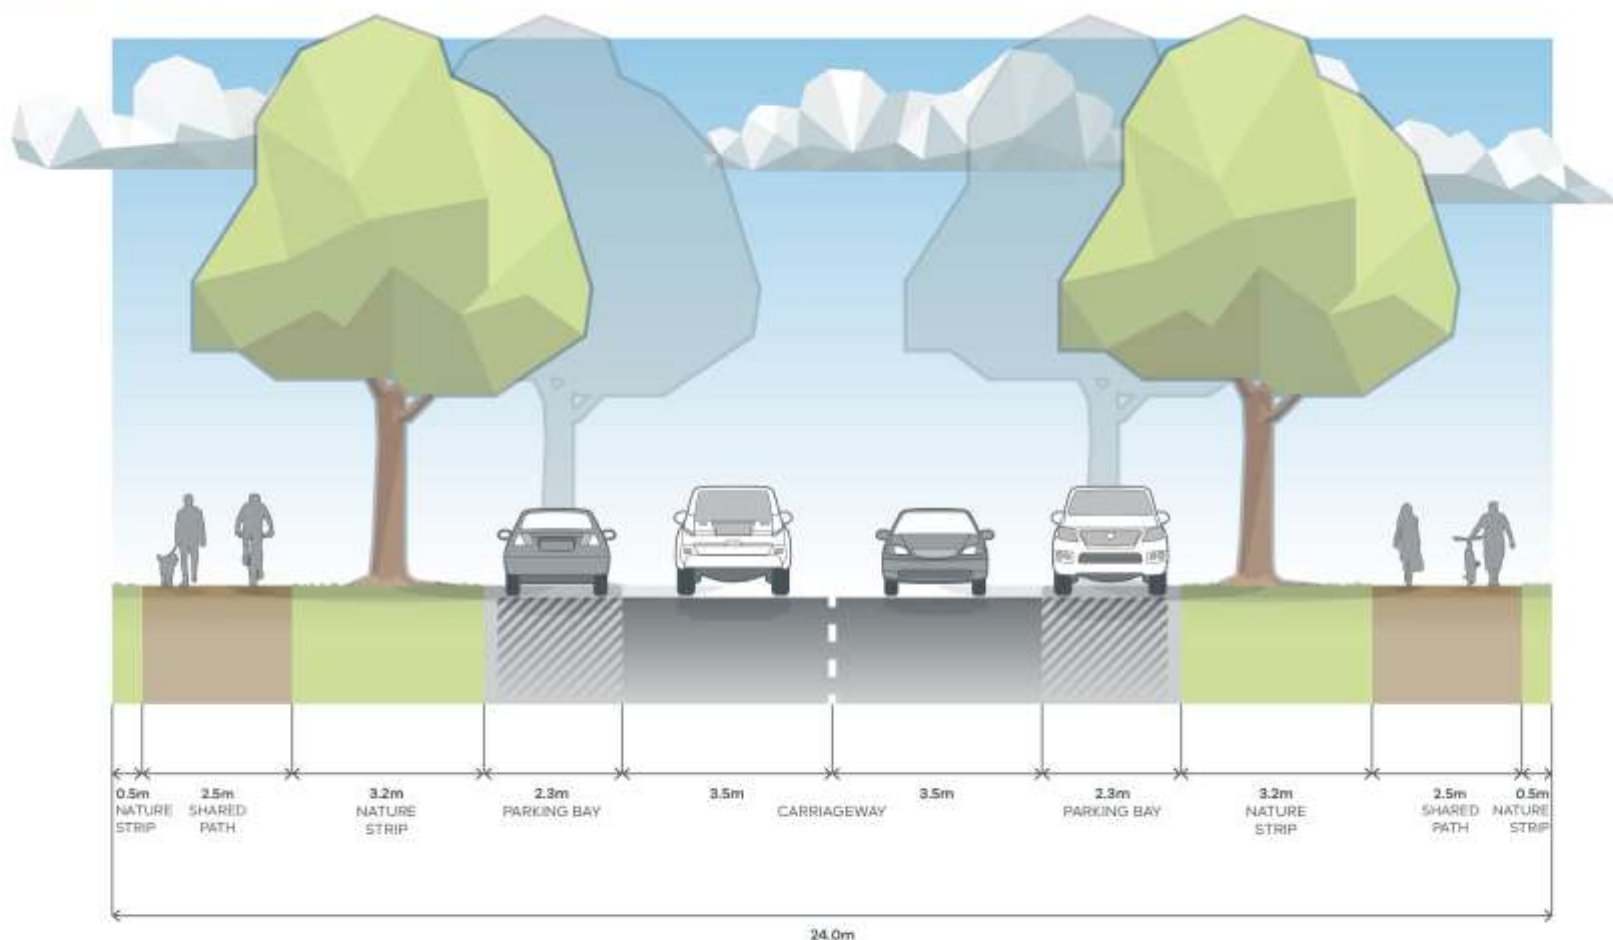 0.5m
NATURE
STRIP
2.5m
SHARED
PATH
3.2m
NATURE
STRIP
2.3m
PARKING BAY
3.5m
CARRIAGEWAY
3.5m
2.3m
PARKING BAY
3.2m
NATURE
STRIP
2.5m
SHARED
PATH
0.5m
NATURE
STRIP
24.0m